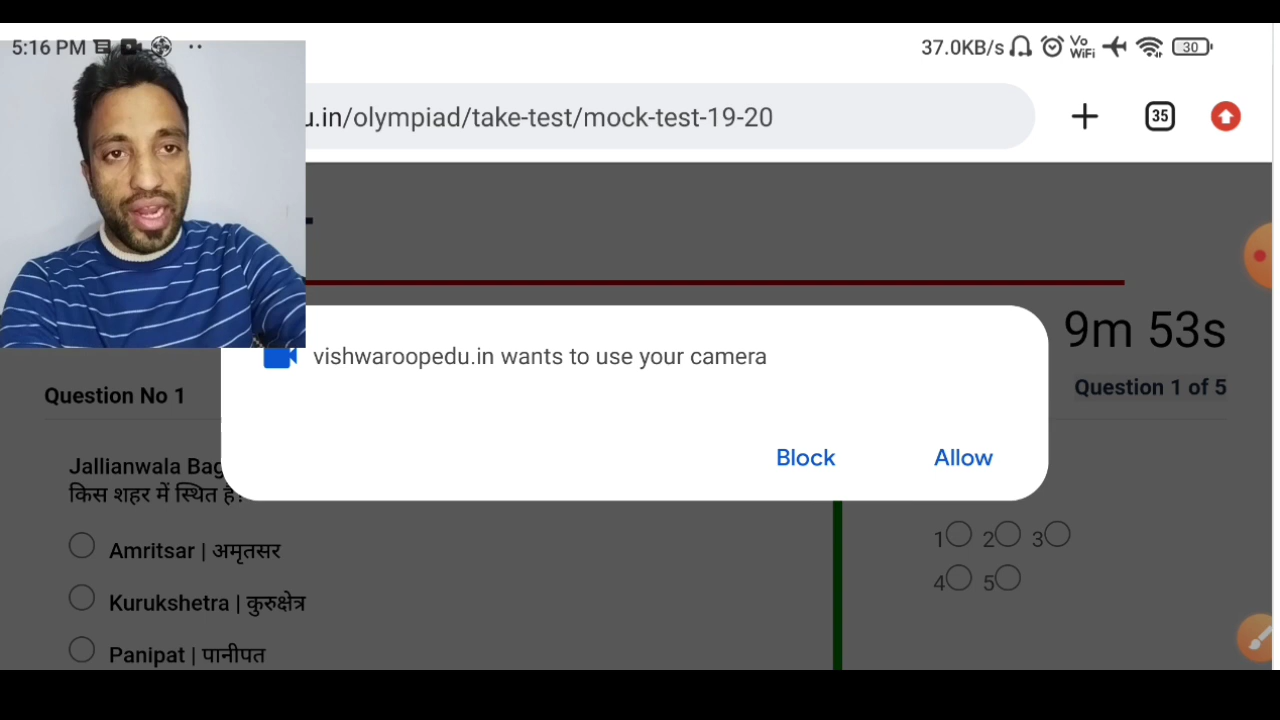 5:16 PM
37.0KB/s Vo WiFi 30
u.in/olympiad/take-test/mock-test-19-20
35
9m 53s
vishwaroopedu.in wants to use your camera
Question No 1
Question 1 of 5
Block Allow
Jallianwala
किस शहर में स्थित है?
Amritsar | अमृतसर
1 2 3
4 5
Kurukshetra | कुरुक्षेत्र
Panipat | पानीपत